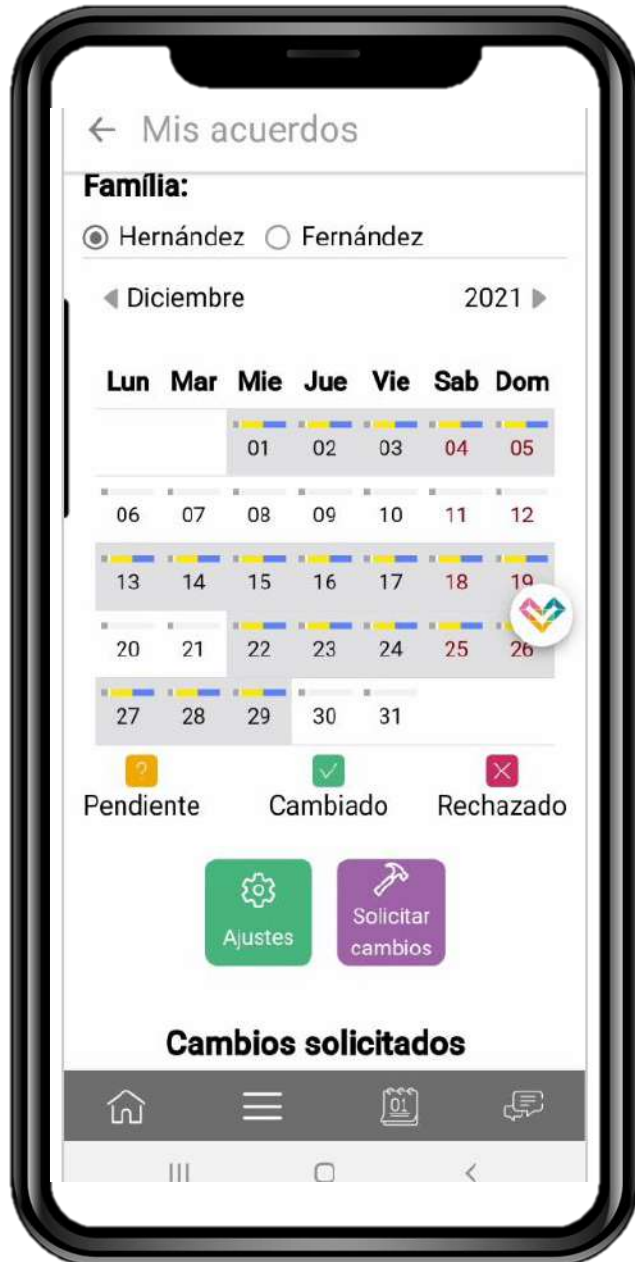 Mis acuerdos
Família:
Hernández Fernández
Diciembre 2021
Lun Mar Mie Jue Vie Sab Dom
01 02 03 04 05
06 07 08 09 10 11 12
13 14 15 16 17 18 19
20 21 22 23 24 25 26
27 28 29 30 31
?
Pendiente Cambiado Rechazado
Ajustes
Solicitar
cambios
Cambios solicitados
01